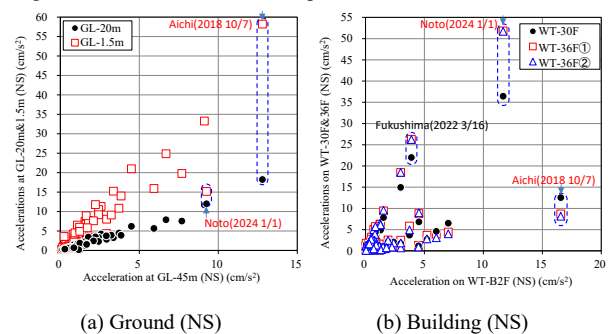 Accelerations at GL-20m&1.5m (NS) (cm/s²)
60
55
50
45
40
35
30
25
20
15
10
5
0
GL-20m
GL-1.5m
Aichi(2018 10/7)
Noto(2024 1/1)
0 5 10 15
Acceleration at GL-45m (NS) (cm/s²)
(a) Ground (NS)
Accelerations on WT-30F&36F (NS) (cm/s²)
55
50
45
40
35
30
25
20
15
10
5
0
Noto(2024 1/1)
WT-30F
WT-36F①
WT-36F②
Fukushima(2022 3/16)
Aichi(2018 10/7)
0 5 10 15 20
Acceleration on WT-B2F (NS) (cm/s²)
(b) Building (NS)